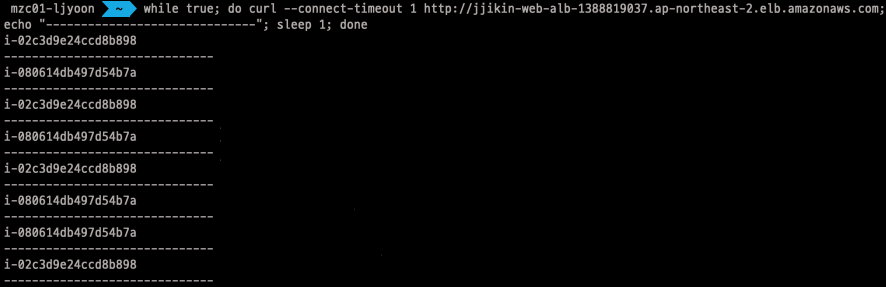 mzc01-ljyoon ~ while true; do curl --connect-timeout 1 http://jjikin-web-alb-1388819037.ap-northeast-2.elb.amazonaws.com;
echo "-------------------------------"; sleep 1; done
i-02c3d9e24ccd8b898
-------------------------------
i-080614db497d54b7a
-------------------------------
i-02c3d9e24ccd8b898
-------------------------------
i-080614db497d54b7a
-------------------------------
i-02c3d9e24ccd8b898
-------------------------------
i-080614db497d54b7a
-------------------------------
i-080614db497d54b7a
-------------------------------
i-02c3d9e24ccd8b898
-------------------------------